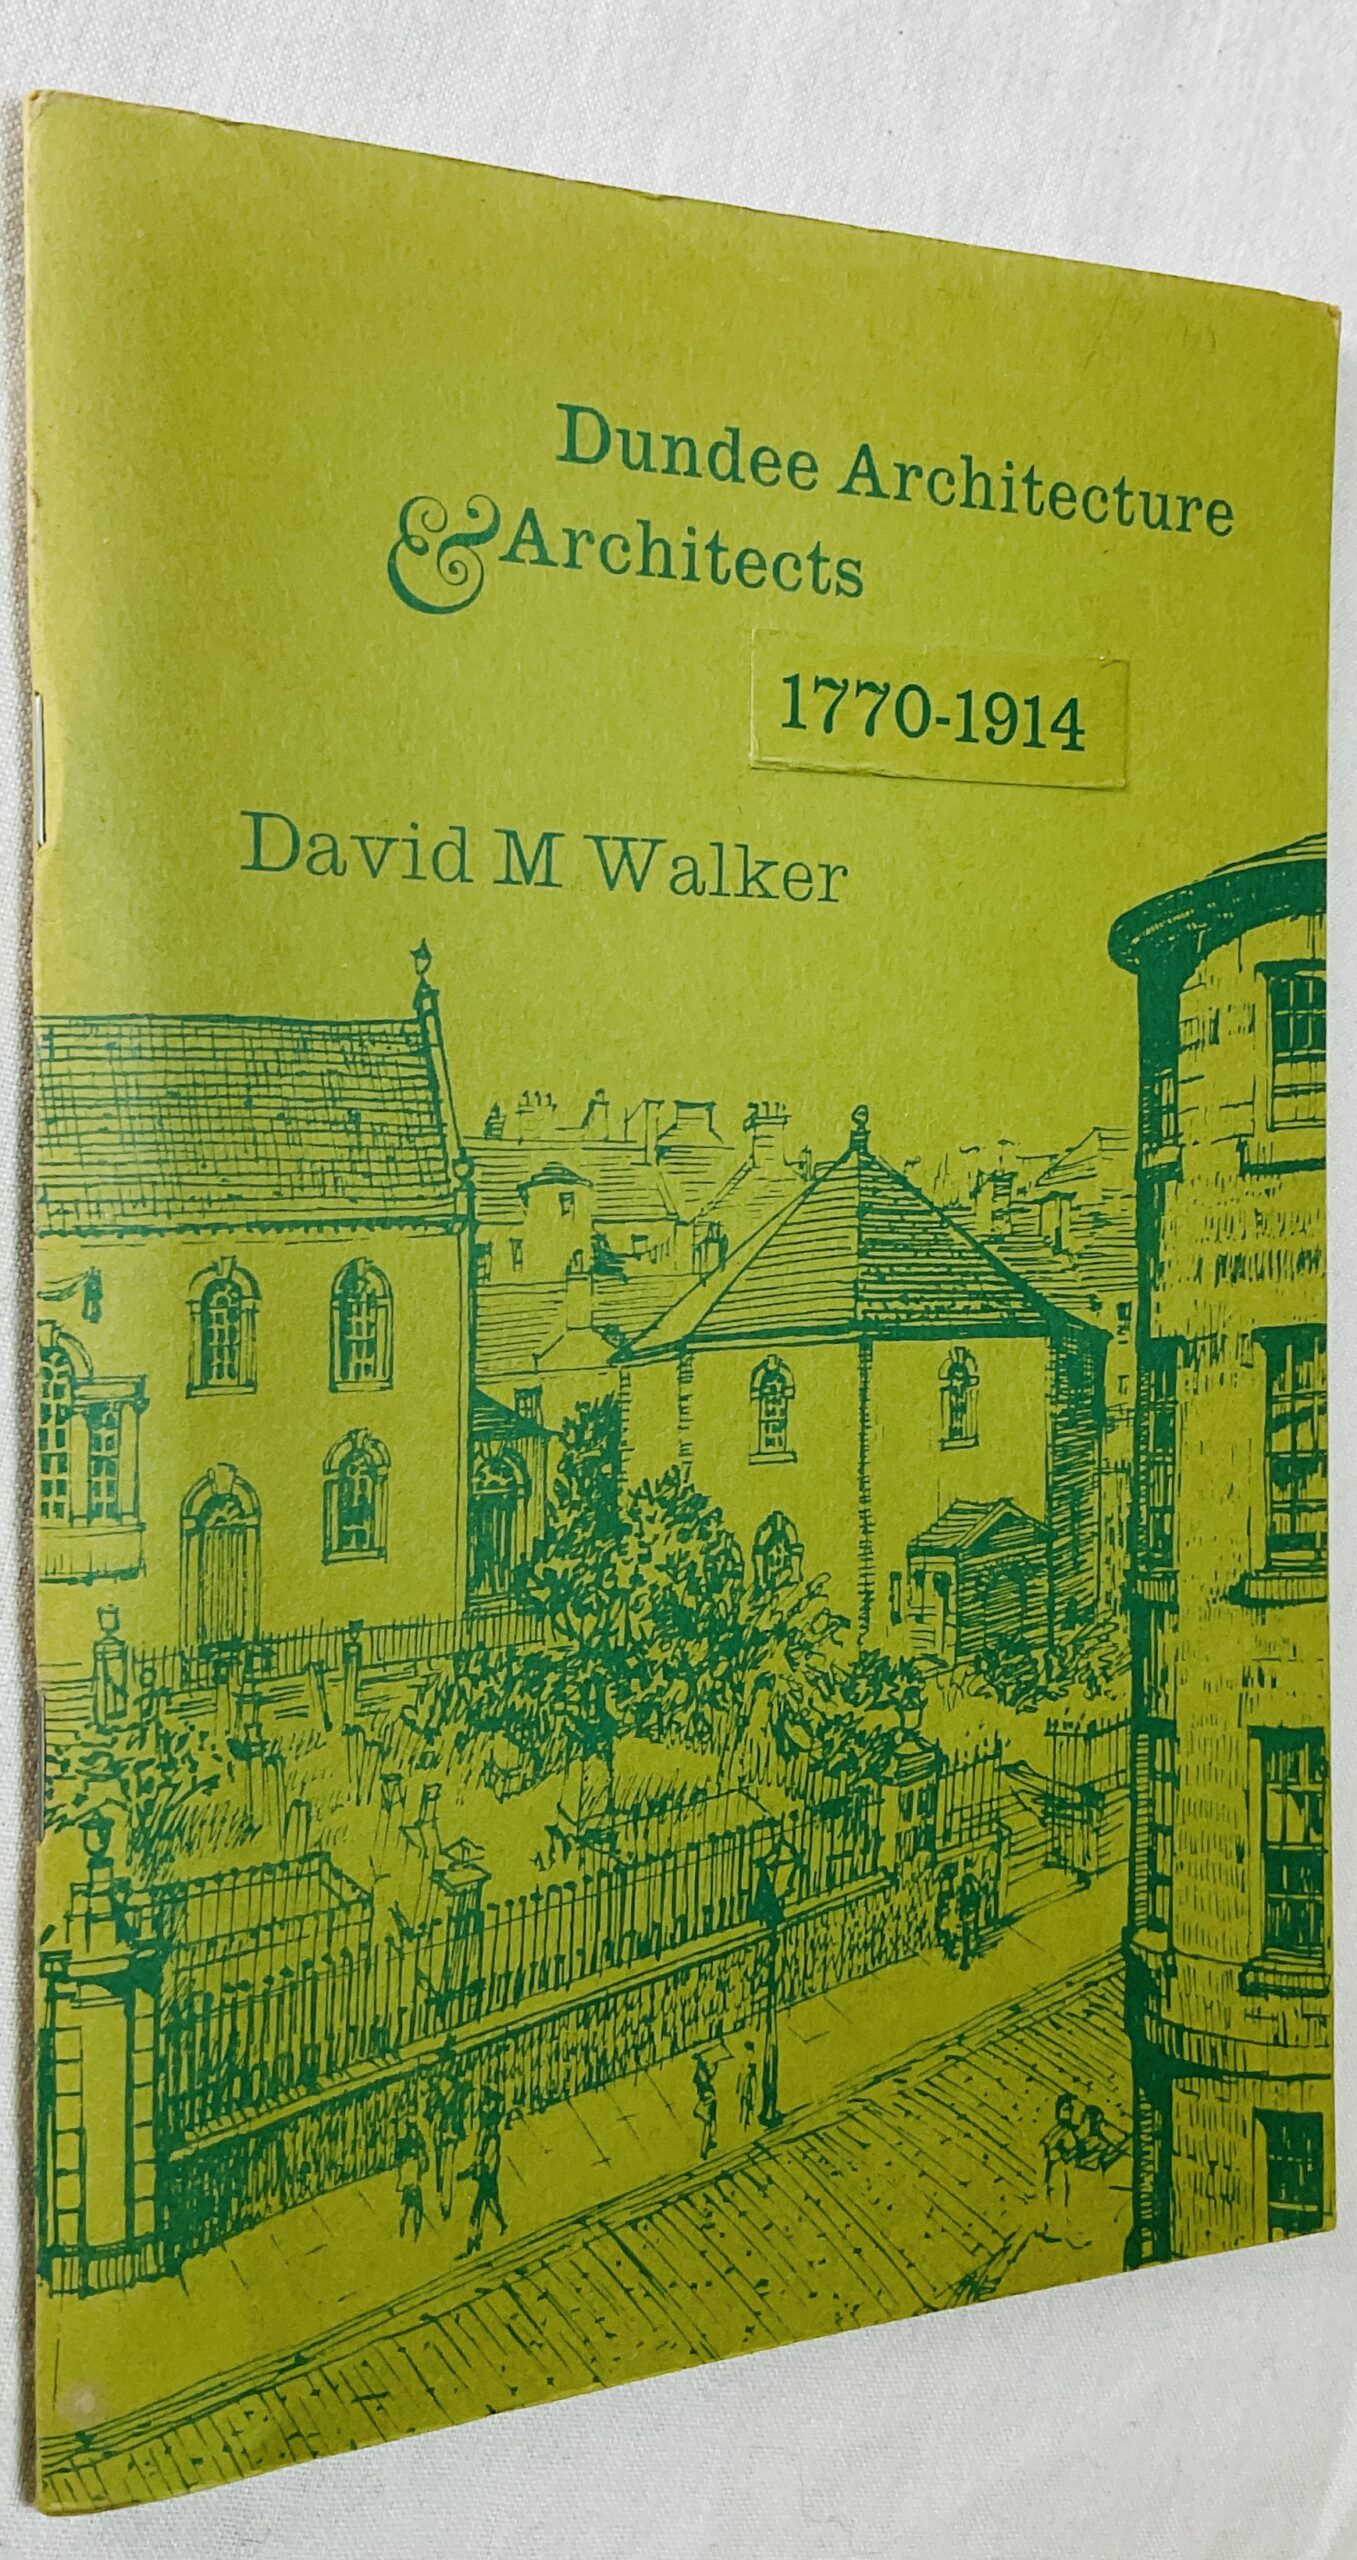 Dundee Architecture
& Architects
1770-1914
David M Walker